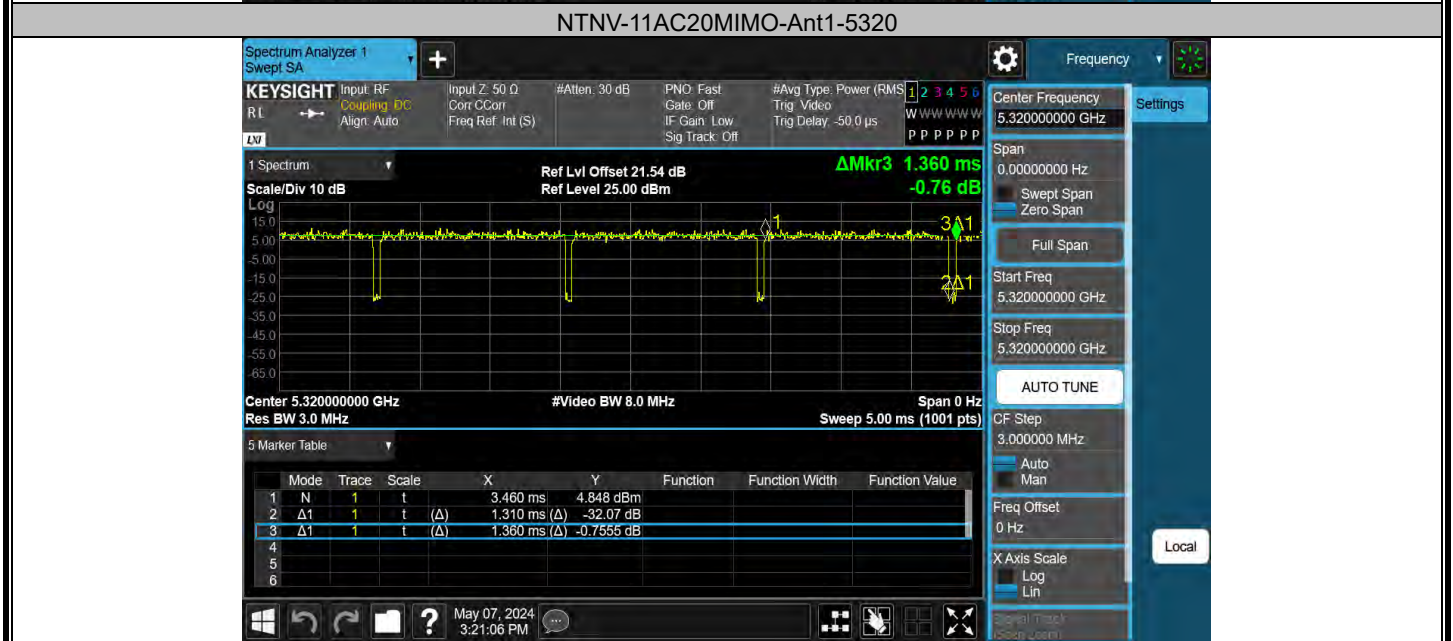 NTNV-11AC20MIMO-Ant1-5320
Spectrum Analyzer 1
Swept SA
+
Frequency
KEYSIGHT
RL
LXI
Input: RF
Coupling: DC
Align: Auto
Input Z: 50 Ω
Corr CCorr
Freq Ref: Int (S)
#Atten: 30 dB
PNO: Fast
Gate: Off
IF Gain: Low
Sig Track: Off
#Avg Type: Power (RMS
Trig: Video
Trig Delay: -50.0 µs
1 2 3 4 5 6
W W W W W W
P P P P P P
1 Spectrum
Scale/Div 10 dB
Log
Ref Lvl Offset 21.54 dB
Ref Level 25.00 dBm
ΔMkr3 1.360 ms
-0.76 dB
15.0
5.00
-5.00
-15.0
-25.0
-35.0
-45.0
-55.0
-65.0
1
3Δ1
2Δ1
Center 5.320000000 GHz
Res BW 3.0 MHz
#Video BW 8.0 MHz
Span 0 Hz
Sweep 5.00 ms (1001 pts)
5 Marker Table
Mode Trace Scale X Y Function Function Width Function Value
1 N 1 t 3.460 ms 4.848 dBm
2 Δ1 1 t (Δ) 1.310 ms (Δ) -32.07 dB
3 Δ1 1 t (Δ) 1.360 ms (Δ) -0.7555 dB
4
5
6
?
May 07, 2024
3:21:06 PM
Center Frequency
5.320000000 GHz
Settings
Span
0.00000000 Hz
Swept Span
Zero Span
Full Span
Start Freq
5.320000000 GHz
Stop Freq
5.320000000 GHz
AUTO TUNE
CF Step
3.000000 MHz
Auto
Man
Freq Offset
0 Hz
X Axis Scale
Log
Lin
Local